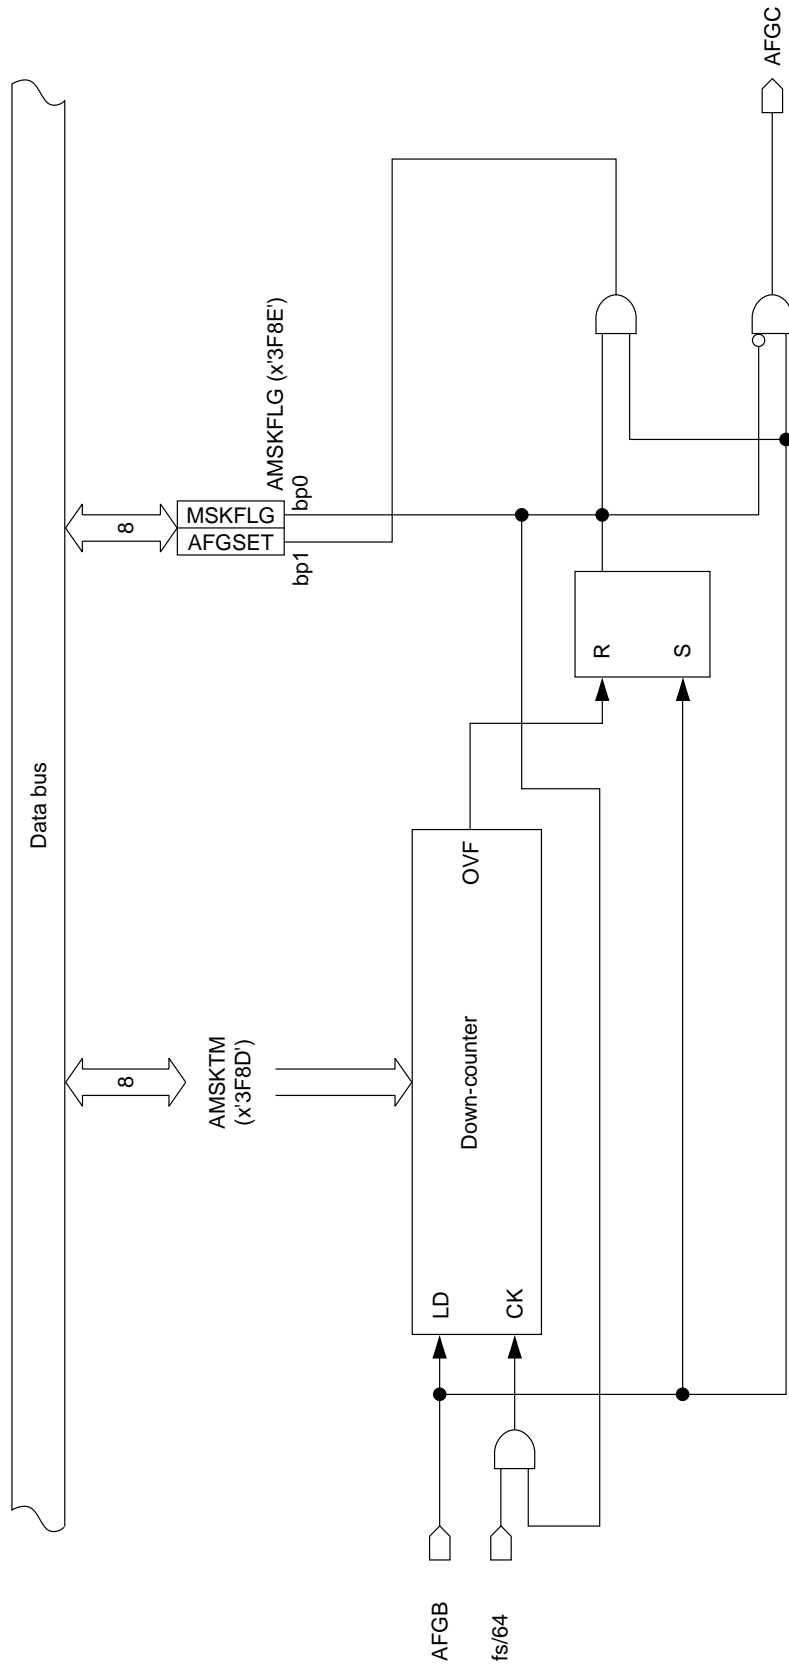 Data bus
8
8
AMSKTM
(x'3F8D')
MSKFLG
AFGSET
AMSKFLG (x'3F8E')
bp0
bp1
LD
CK
Down-counter
OVF
R
S
AFGB
fs/64
AFGC